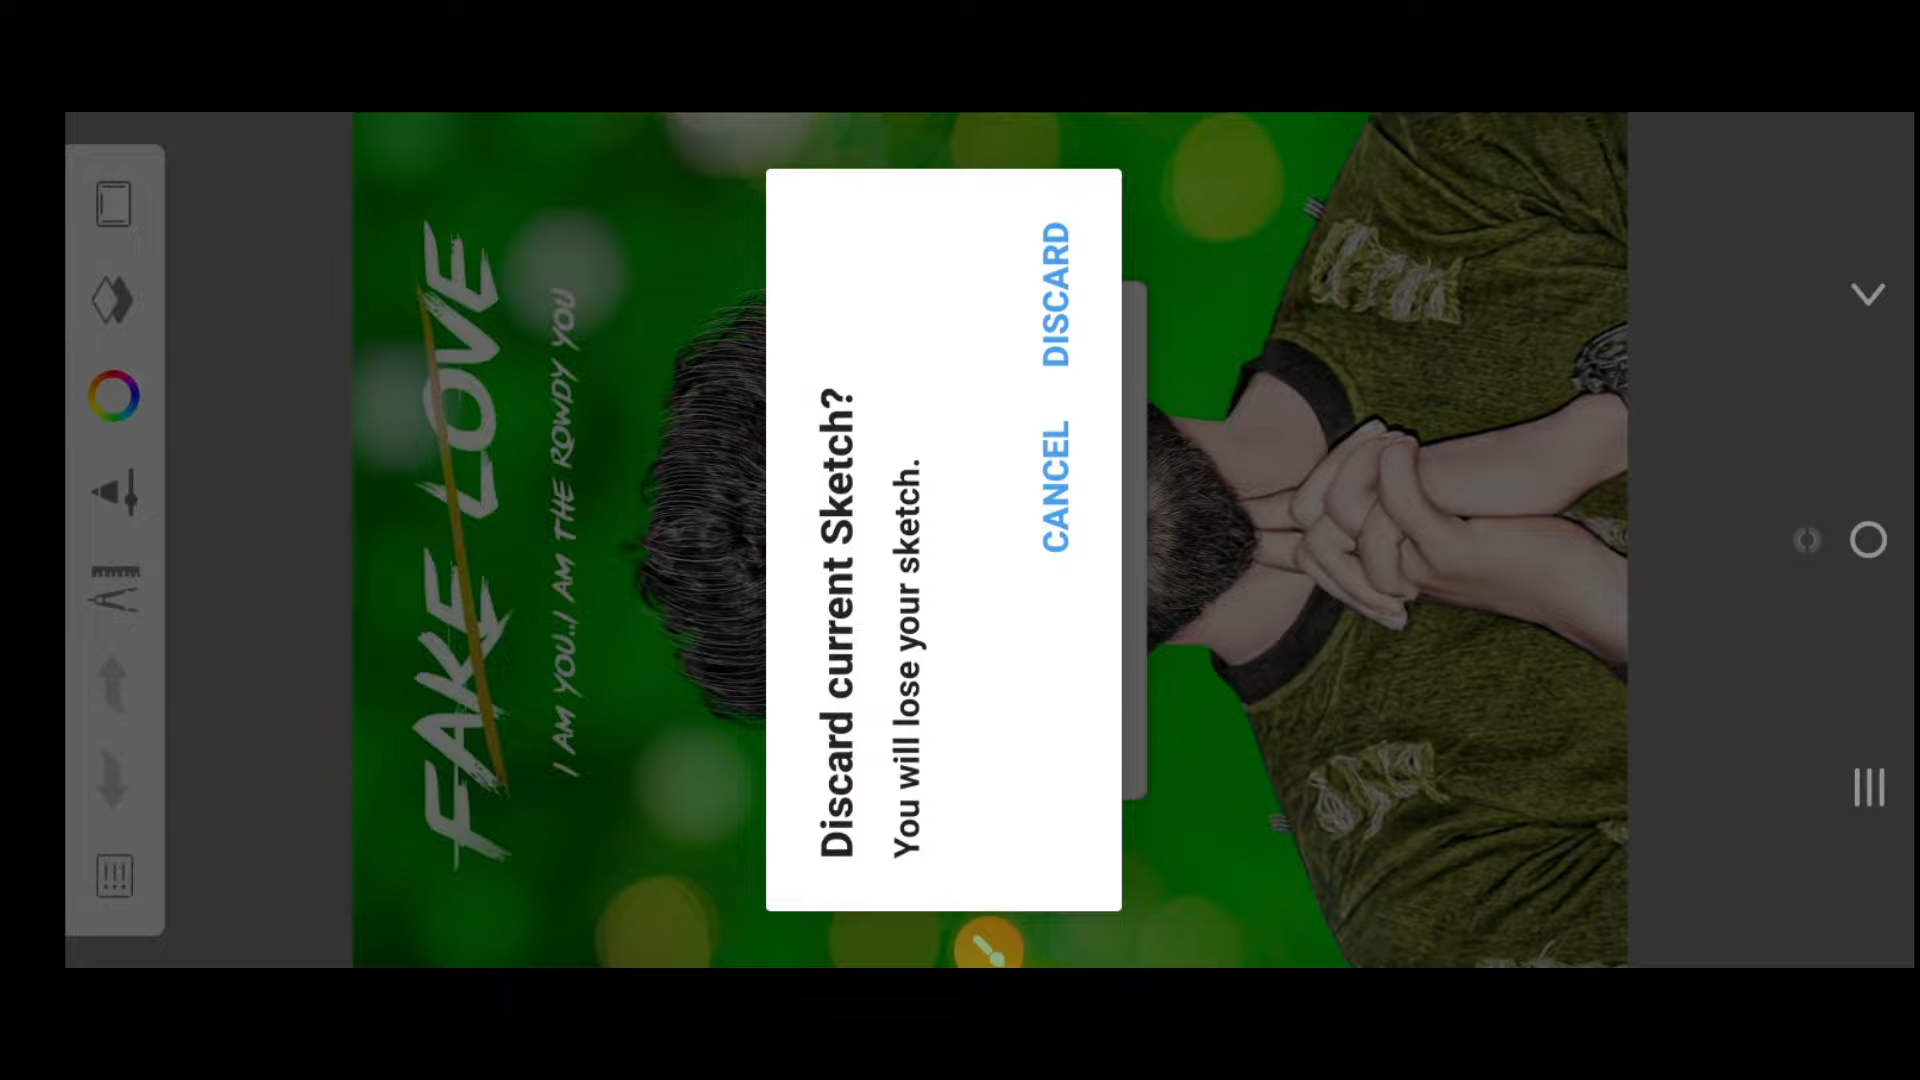 FAKE LOVE
I AM YOU..I AM THE ROWDY YOU
Discard current Sketch?
You will lose your sketch.
CANCEL DISCARD